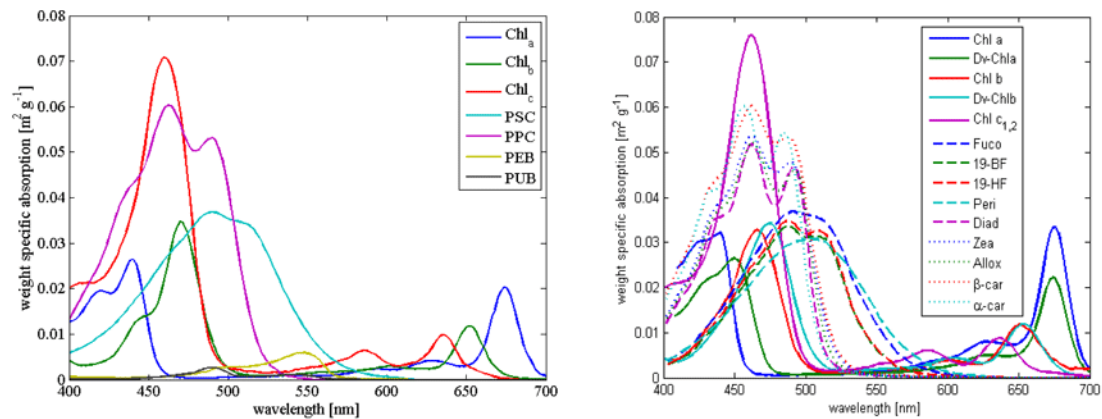 weight specific absorption [m² g⁻¹]
0.08
0.07
0.06
0.05
0.04
0.03
0.02
0.01
0
400
450
500
550
600
650
700
wavelength [nm]
Chl_a
Chl_b
Chl_c
PSC
PPC
PEB
PUB
weight specific absorption [m² g⁻¹]
0.08
0.07
0.06
0.05
0.04
0.03
0.02
0.01
0
400
450
500
550
600
650
700
wavelength [nm]
Chl a
Dv-Chla
Chl b
Dv-Chlb
Chl c₁,₂
Fuco
19-BF
19-HF
Peri
Diad
Zea
Allox
β-car
α-car